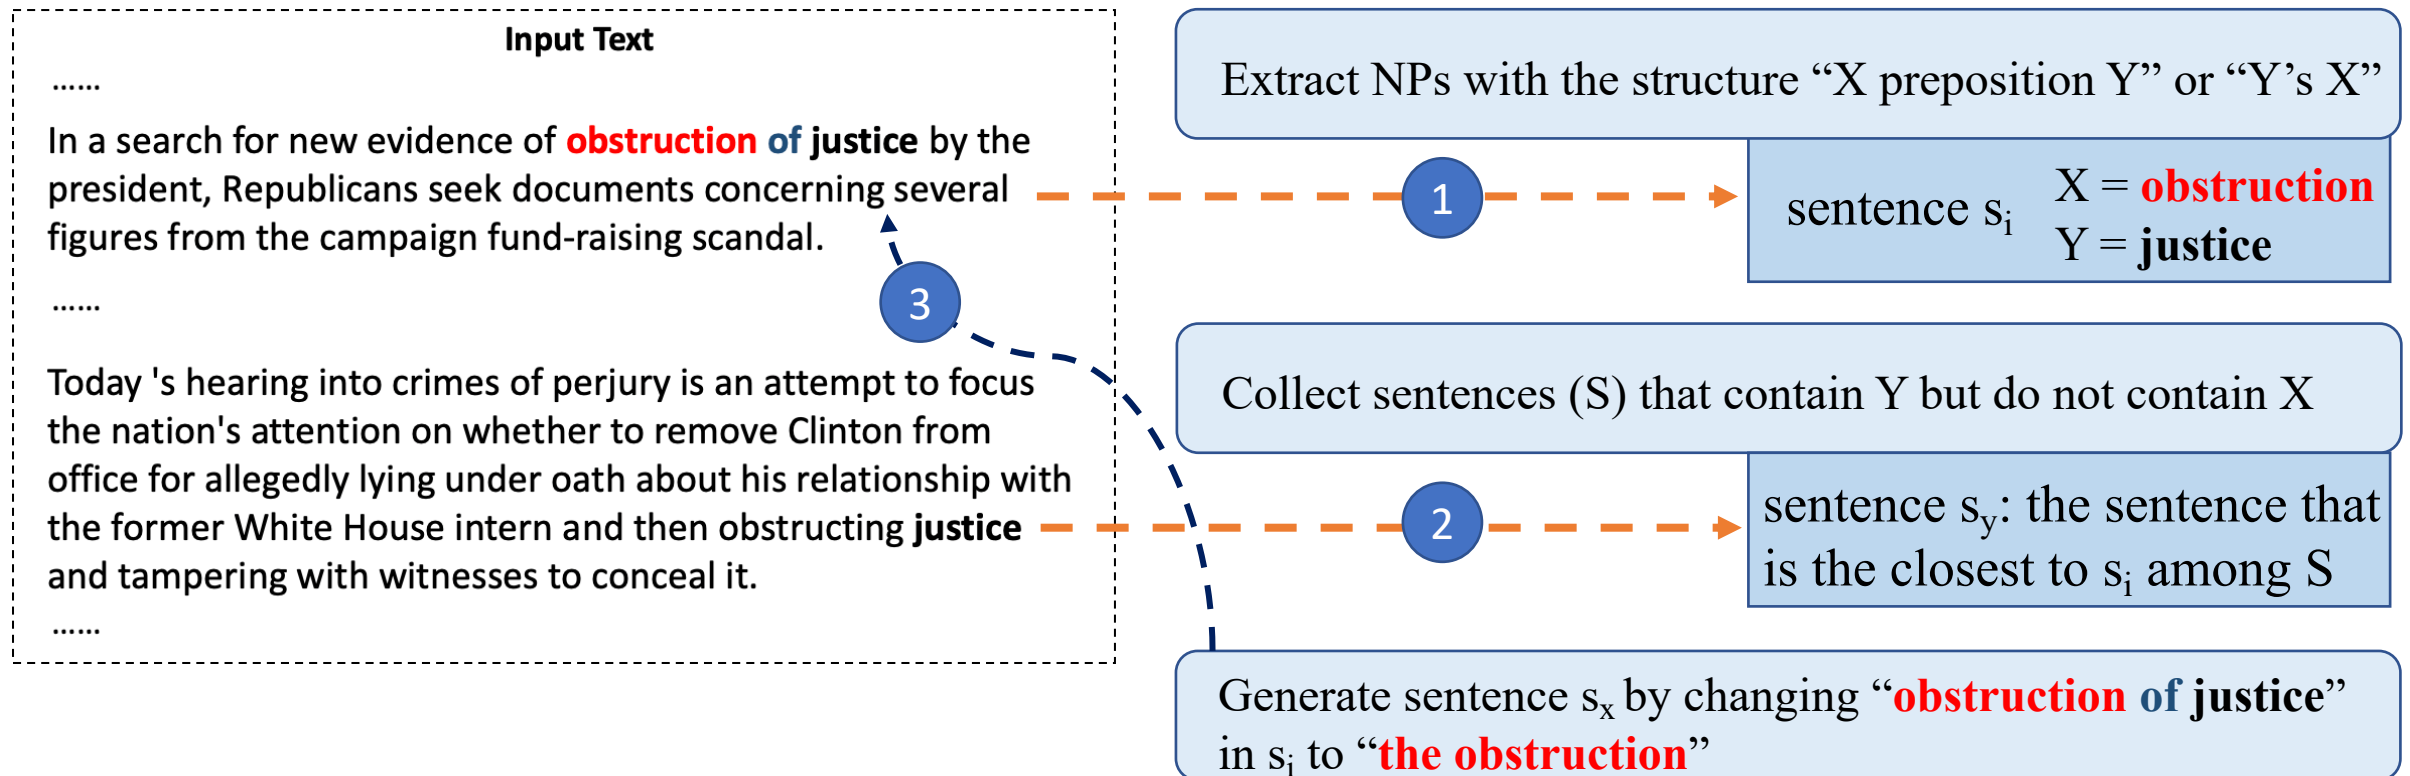 Input Text
......
In a search for new evidence of obstruction of justice by the
president, Republicans seek documents concerning several
figures from the campaign fund-raising scandal.
......
Today 's hearing into crimes of perjury is an attempt to focus
the nation's attention on whether to remove Clinton from
office for allegedly lying under oath about his relationship with
the former White House intern and then obstructing justice
and tampering with witnesses to conceal it.
......
Extract NPs with the structure “X preposition Y” or “Y’s X”
1
sentence si
X = obstruction
Y = justice
3
Collect sentences (S) that contain Y but do not contain X
2
sentence sy: the sentence that
is the closest to si among S
Generate sentence sx by changing “obstruction of justice”
in si to “the obstruction”